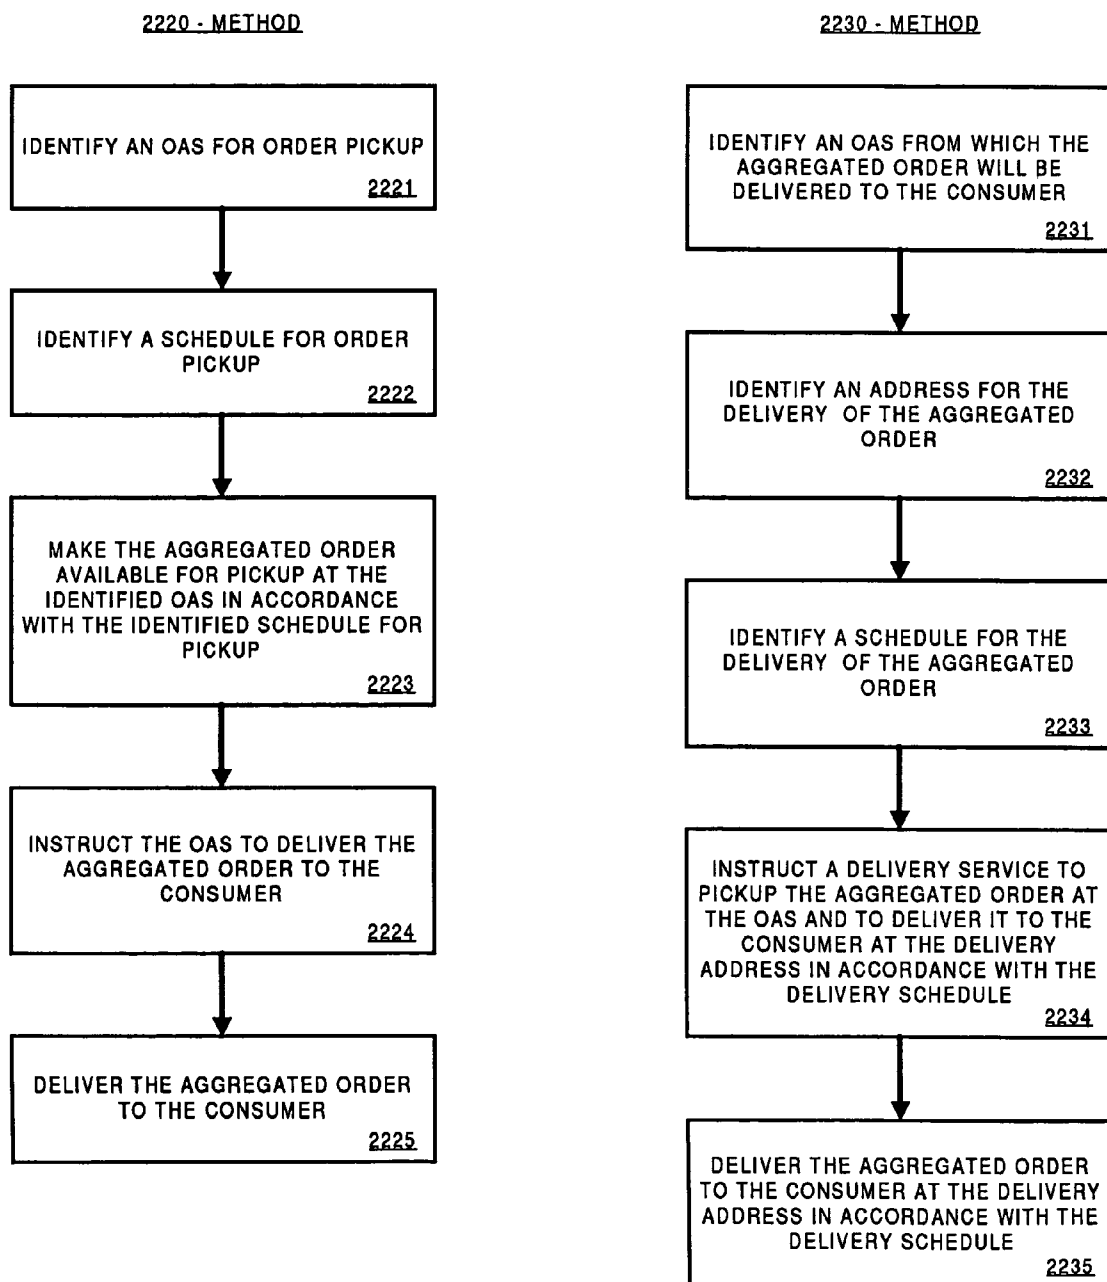 2220 - METHOD
IDENTIFY AN OAS FOR ORDER PICKUP
2221
IDENTIFY A SCHEDULE FOR ORDER
PICKUP
2222
MAKE THE AGGREGATED ORDER
AVAILABLE FOR PICKUP AT THE
IDENTIFIED OAS IN ACCORDANCE
WITH THE IDENTIFIED SCHEDULE FOR
PICKUP
2223
INSTRUCT THE OAS TO DELIVER THE
AGGREGATED ORDER TO THE
CONSUMER
2224
DELIVER THE AGGREGATED ORDER
TO THE CONSUMER
2225
2230 - METHOD
IDENTIFY AN OAS FROM WHICH THE
AGGREGATED ORDER WILL BE
DELIVERED TO THE CONSUMER
2231
IDENTIFY AN ADDRESS FOR THE
DELIVERY OF THE AGGREGATED
ORDER
2232
IDENTIFY A SCHEDULE FOR THE
DELIVERY OF THE AGGREGATED
ORDER
2233
INSTRUCT A DELIVERY SERVICE TO
PICKUP THE AGGREGATED ORDER AT
THE OAS AND TO DELIVER IT TO THE
CONSUMER AT THE DELIVERY
ADDRESS IN ACCORDANCE WITH THE
DELIVERY SCHEDULE
2234
DELIVER THE AGGREGATED ORDER
TO THE CONSUMER AT THE DELIVERY
ADDRESS IN ACCORDANCE WITH THE
DELIVERY SCHEDULE
2235